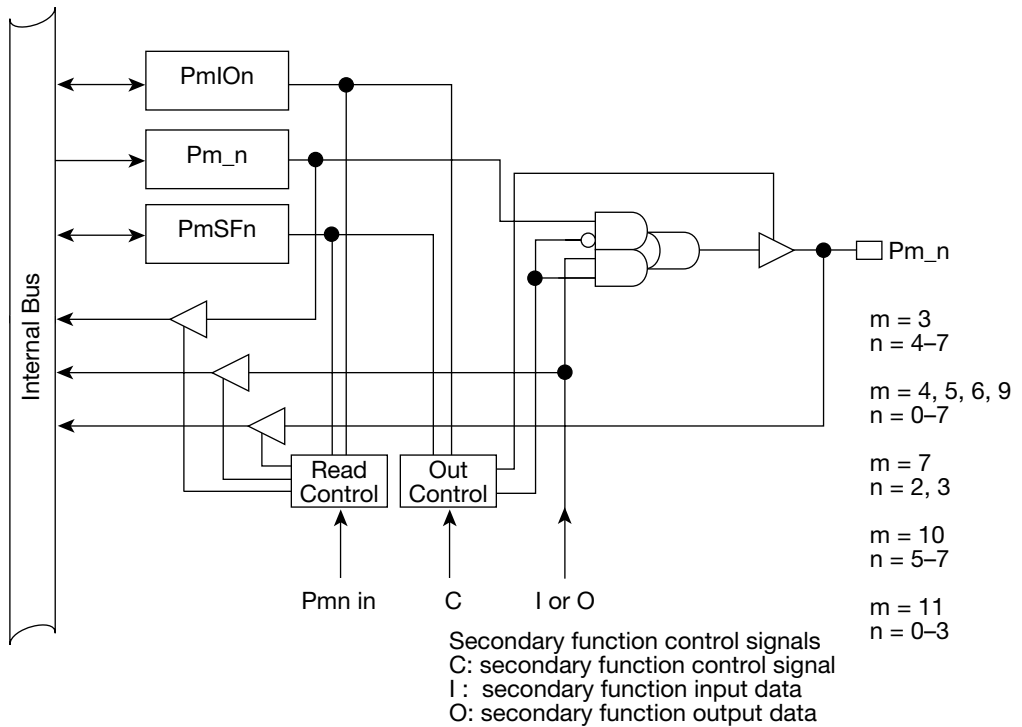 Internal Bus
PmIOn
Pm_n
PmSFn
Pm_n
Read
Control
Out
Control
Pmn in
C
I or O
m = 3
n = 4–7
m = 4, 5, 6, 9
n = 0–7
m = 7
n = 2, 3
m = 10
n = 5–7
m = 11
n = 0–3
Secondary function control signals
C: secondary function control signal
I : secondary function input data
O: secondary function output data